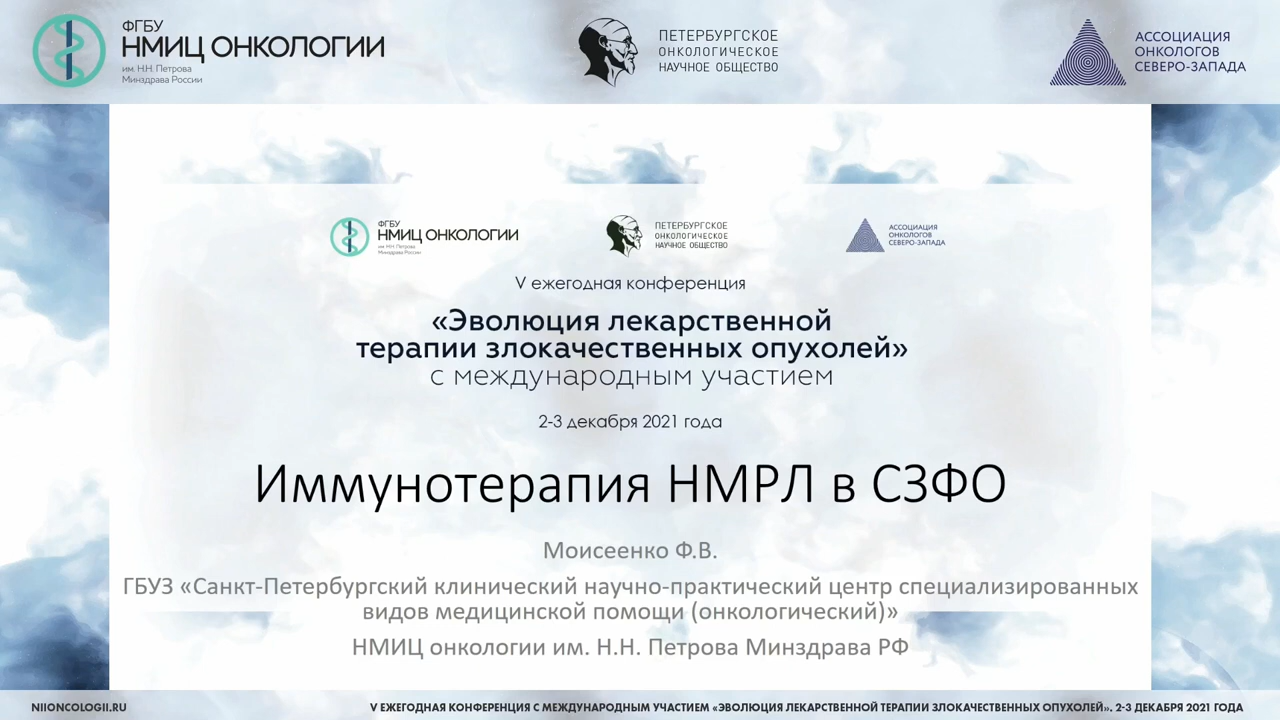 ФГБУ
НМИЦ ОНКОЛОГИИ
им. Н.Н. Петрова
Минздрава России
ПЕТЕРБУРГСКОЕ
ОНКОЛОГИЧЕСКОЕ
НАУЧНОЕ ОБЩЕСТВО
АССОЦИАЦИЯ
ОНКОЛОГОВ
СЕВЕРО-ЗАПАДА
ФГБУ
НМИЦ ОНКОЛОГИИ
им. Н.Н. Петрова
Минздрава России
ПЕТЕРБУРГСКОЕ
ОНКОЛОГИЧЕСКОЕ
НАУЧНОЕ ОБЩЕСТВО
АССОЦИАЦИЯ
ОНКОЛОГОВ
СЕВЕРО-ЗАПАДА
V ежегодная конференция
«Эволюция лекарственной
терапии злокачественных опухолей»
с международным участием
2-3 декабря 2021 года
Иммунотерапия НМРЛ в СЗФО
Моисеенко Ф.В.
ГБУЗ «Санкт-Петербургский клинический научно-практический центр специализированных
видов медицинской помощи (онкологический)»
НМИЦ онкологии им. Н.Н. Петрова Минздрава РФ
NIIONCOLOGII.RU
V ЕЖЕГОДНАЯ КОНФЕРЕНЦИЯ С МЕЖДУНАРОДНЫМ УЧАСТИЕМ «ЭВОЛЮЦИЯ ЛЕКАРСТВЕННОЙ ТЕРАПИИ ЗЛОКАЧЕСТВЕННЫХ ОПУХОЛЕЙ». 2-3 ДЕКАБРЯ 2021 ГОДА